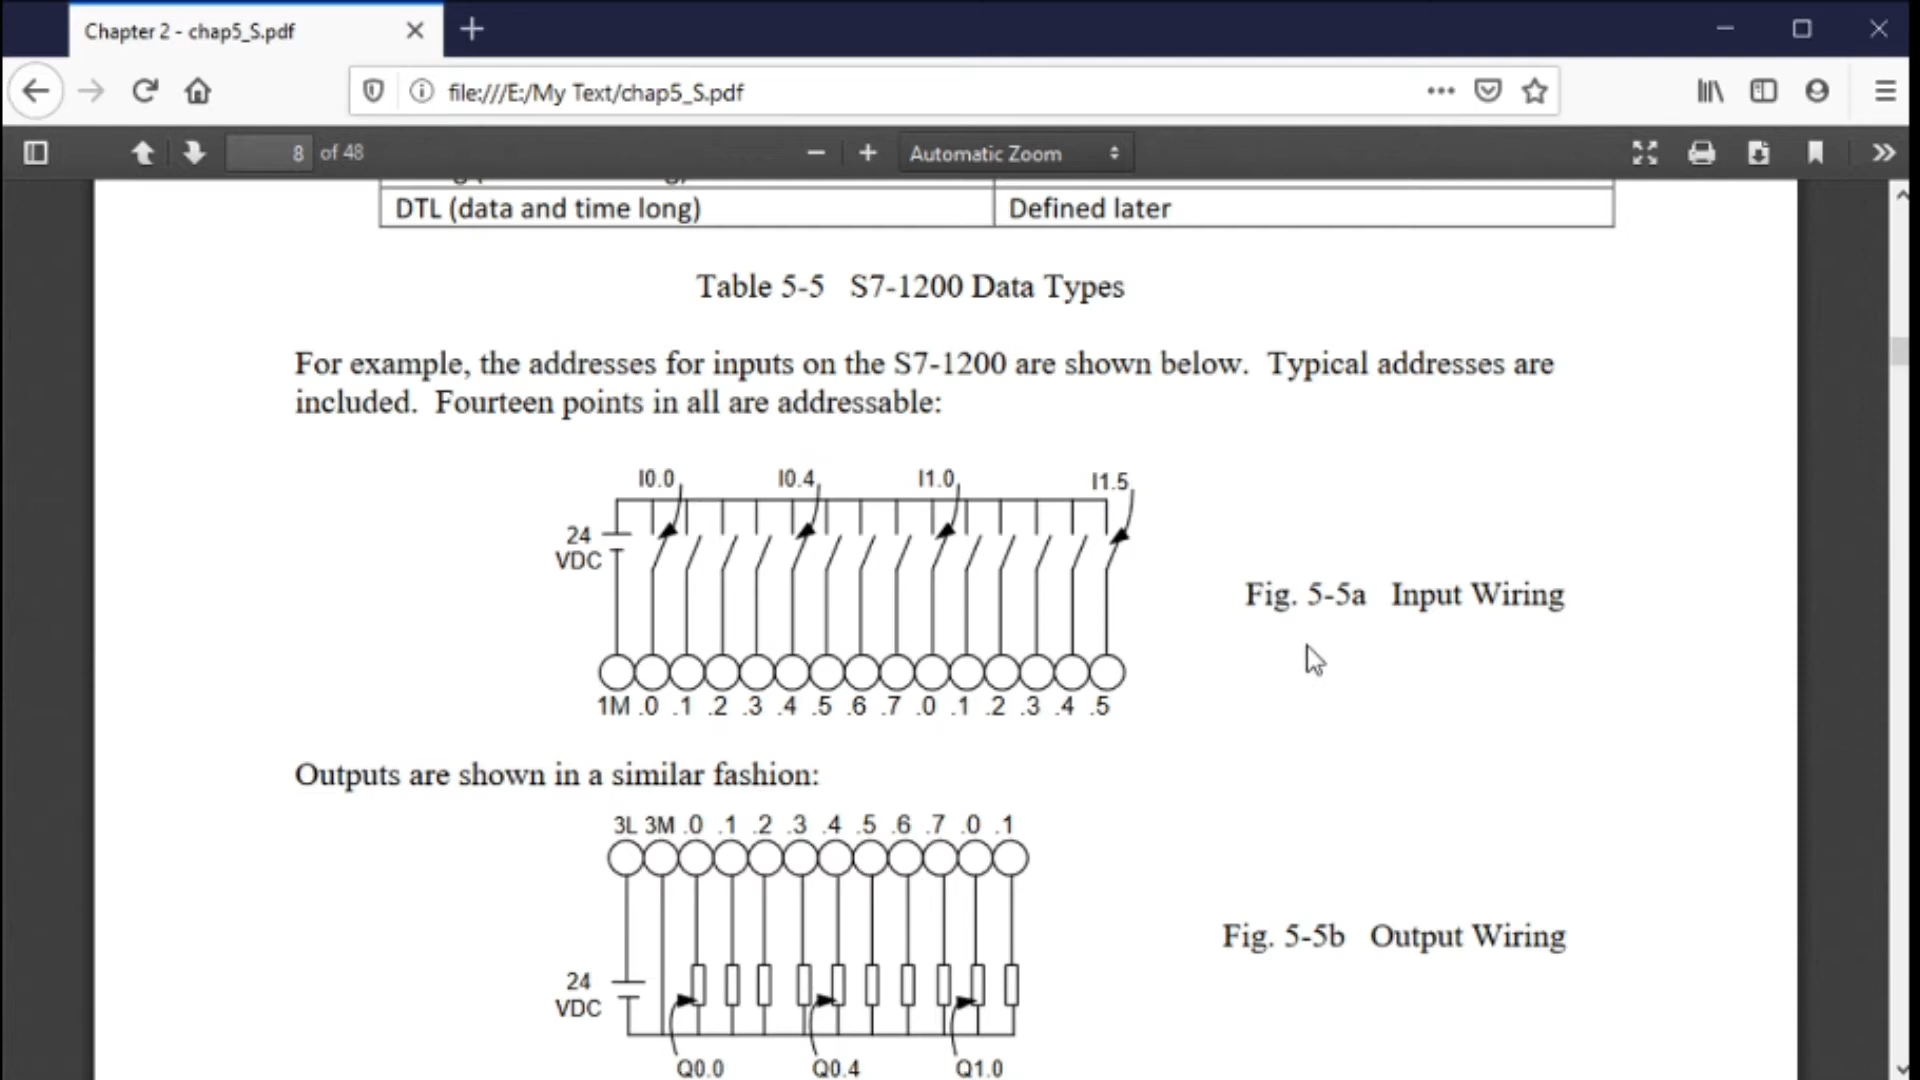 Chapter 2 - chap5_S.pdf
file:///E:/My Text/chap5_S.pdf
8 of 48
Automatic Zoom
DTL (data and time long) Defined later
Table 5-5 S7-1200 Data Types
For example, the addresses for inputs on the S7-1200 are shown below. Typical addresses are
included. Fourteen points in all are addressable:
I0.0 I0.4 I1.0 I1.5
24
VDC
Fig. 5-5a Input Wiring
1M .0 .1 .2 .3 .4 .5 .6 .7 .0 .1 .2 .3 .4 .5
Outputs are shown in a similar fashion:
3L 3M .0 .1 .2 .3 .4 .5 .6 .7 .0 .1
Fig. 5-5b Output Wiring
24
VDC
Q0.0 Q0.4 Q1.0